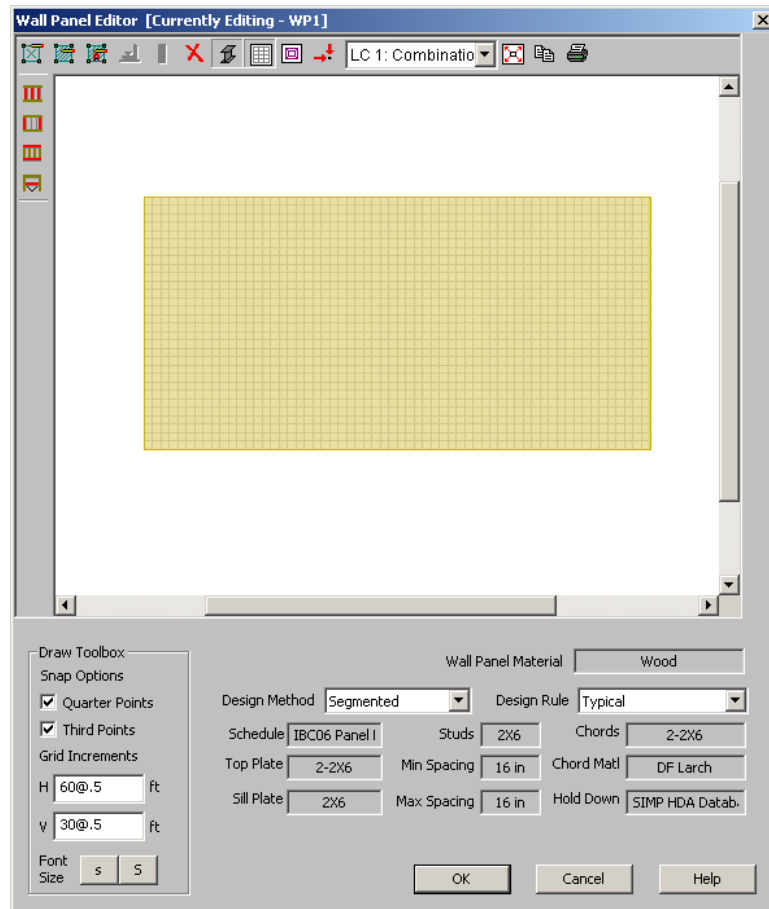 Wall Panel Editor [Currently Editing - WP1]
LC 1: Combinatio
Draw Toolbox
Snap Options
Quarter Points
Third Points
Grid Increments
H 60@.5 ft
V 30@.5 ft
Font Size s S
Wall Panel Material Wood
Design Method Segmented Design Rule Typical
Schedule IBC06 Panel I Studs 2X6 Chords 2-2X6
Top Plate 2-2X6 Min Spacing 16 in Chord Matl DF Larch
Sill Plate 2X6 Max Spacing 16 in Hold Down SIMP HDA Datab
OK Cancel Help